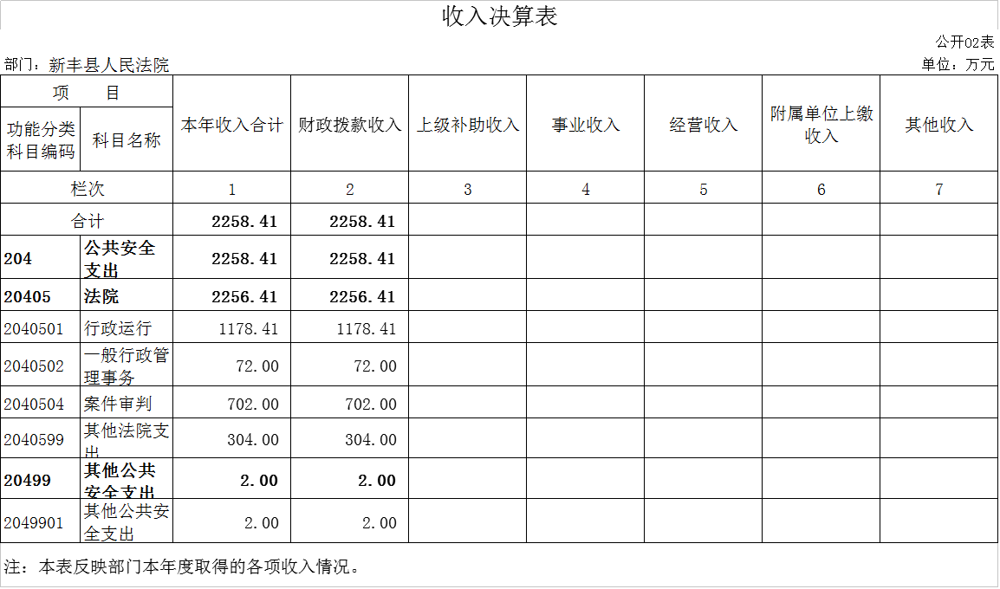 收入决算表
公开02表
部门：新丰县人民法院 单位：万元
项 目 本年收入合计 财政拨款收入 上级补助收入 事业收入 经营收入 附属单位上缴收入 其他收入
功能分类科目编码 科目名称
栏次 1 2 3 4 5 6 7
合计 2258.41 2258.41
204 公共安全支出 2258.41 2258.41
20405 法院 2256.41 2256.41
2040501 行政运行 1178.41 1178.41
2040502 一般行政管理事务 72.00 72.00
2040504 案件审判 702.00 702.00
2040599 其他法院支出 304.00 304.00
20499 其他公共安全支出 2.00 2.00
2049901 其他公共安全支出 2.00 2.00
注：本表反映部门本年度取得的各项收入情况。